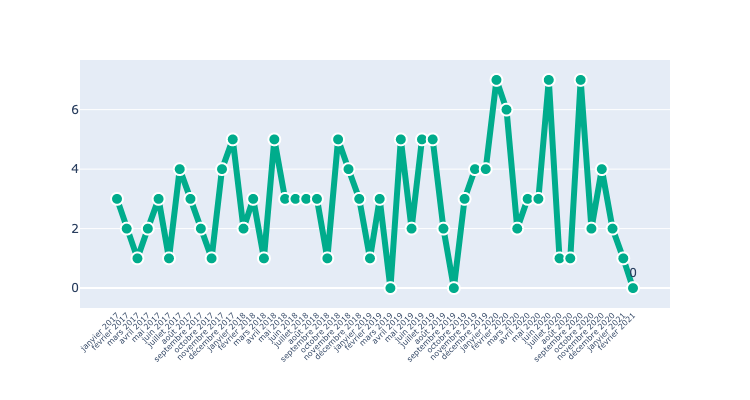 6
4
2
0
0
janvier 2017
février 2017
mars 2017
avril 2017
mai 2017
juin 2017
juillet 2017
août 2017
septembre 2017
octobre 2017
novembre 2017
décembre 2017
janvier 2018
février 2018
mars 2018
avril 2018
mai 2018
juin 2018
juillet 2018
août 2018
septembre 2018
octobre 2018
novembre 2018
décembre 2018
janvier 2019
février 2019
mars 2019
avril 2019
mai 2019
juin 2019
juillet 2019
août 2019
septembre 2019
octobre 2019
novembre 2019
décembre 2019
janvier 2020
février 2020
mars 2020
avril 2020
mai 2020
juin 2020
juillet 2020
août 2020
septembre 2020
octobre 2020
novembre 2020
décembre 2020
janvier 2021
février 2021